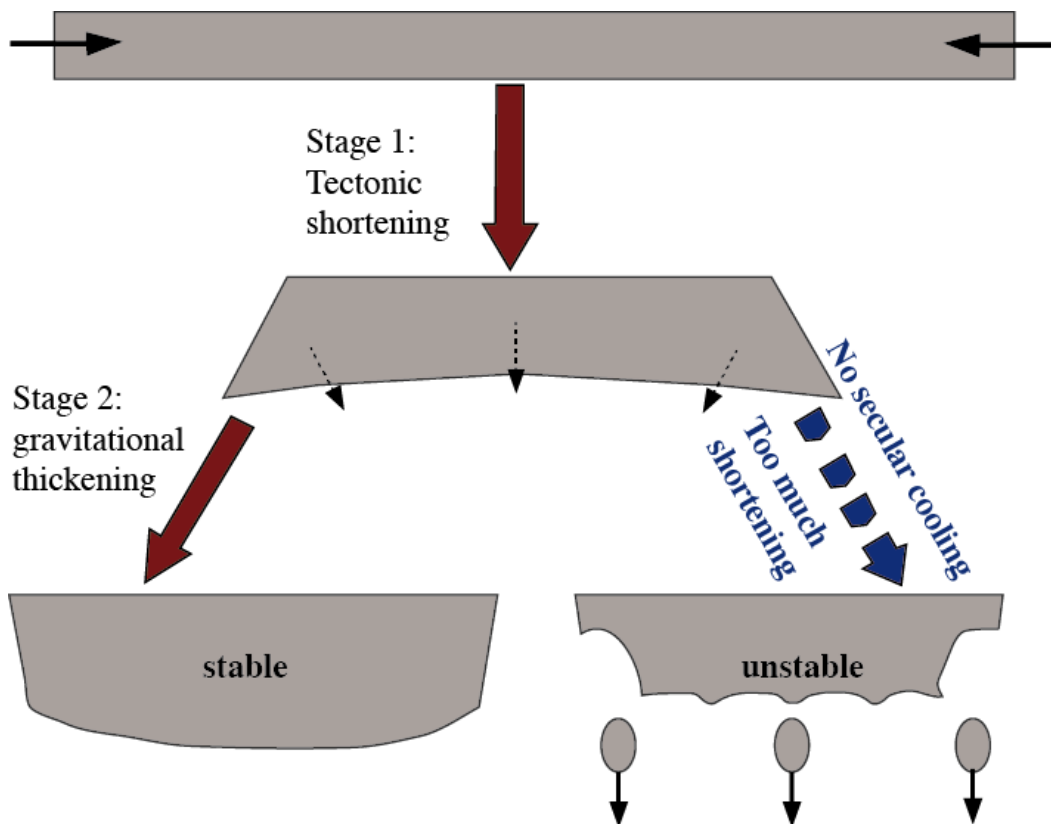 Stage 1:
Tectonic
shortening
Stage 2:
gravitational
thickening
No secular cooling
Too much
shortening
stable
unstable